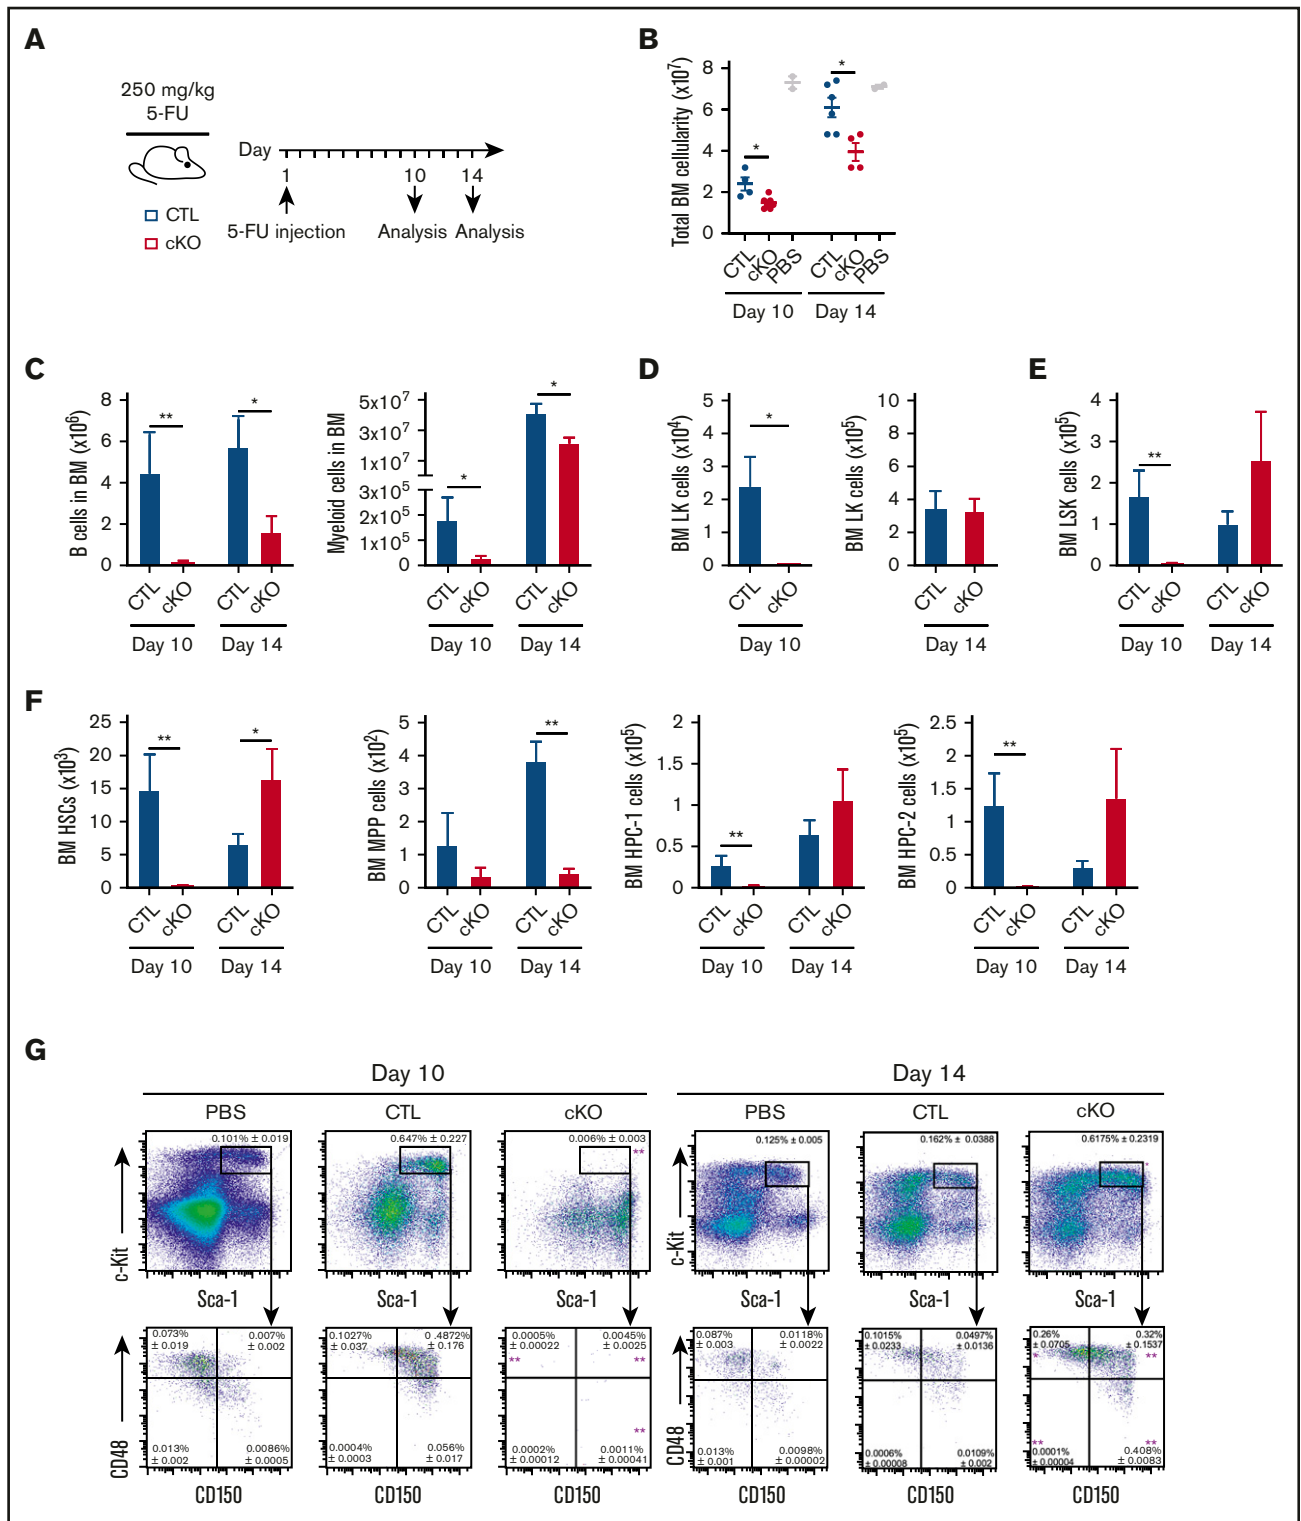 A
250 mg/kg
5-FU
CTL
cKO
Day
1
10
14
5-FU injection
Analysis
Analysis
B
Total BM cellularity (x10⁷)
8
6
4
2
0
*
*
CTL
cKO
PBS
CTL
cKO
PBS
Day 10
Day 14
C
B cells in BM (x10⁶)
8
6
4
2
0
**
*
CTL
cKO
CTL
cKO
Day 10
Day 14
Myeloid cells in BM
5x10⁷
3x10⁷
1x10⁷
3x10⁵
2x10⁵
1x10⁵
0
*
*
CTL
cKO
CTL
cKO
Day 10
Day 14
D
BM LK cells (x10⁴)
5
4
3
2
1
0
*
CTL
cKO
Day 10
BM LK cells (x10⁵)
10
8
6
4
2
0
CTL
cKO
Day 14
E
BM LSK cells (x10⁵)
4
3
2
1
0
**
CTL
cKO
CTL
cKO
Day 10
Day 14
F
BM HSCs (x10³)
25
20
15
10
5
0
**
*
CTL
cKO
CTL
cKO
Day 10
Day 14
BM MPP cells (x10²)
5
4
3
2
1
0
**
CTL
cKO
CTL
cKO
Day 10
Day 14
BM HPC-1 cells (x10⁵)
2
1.5
1
0.5
0
**
CTL
cKO
CTL
cKO
Day 10
Day 14
BM HPC-2 cells (x10⁵)
2.5
2
1.5
1
0.5
0
**
CTL
cKO
CTL
cKO
Day 10
Day 14
G
Day 10
Day 14
PBS
CTL
cKO
PBS
CTL
cKO
0.101% ± 0.019
0.647% ± 0.227
0.006% ± 0.003
**
0.125% ± 0.005
0.162% ± 0.0388
0.6175% ± 0.2319
*
c-Kit
c-Kit
Sca-1
Sca-1
Sca-1
Sca-1
Sca-1
Sca-1
0.073%
± 0.019
0.007%
± 0.002
0.013%
± 0.002
0.0086%
± 0.0005
0.1027%
± 0.037
0.4872%
± 0.176
0.0004%
± 0.0003
0.056%
± 0.017
0.0005%
± 0.00022
**
0.0045%
± 0.0025
**
**
0.0002%
± 0.00012
0.0011%
± 0.00041
0.087%
± 0.003
0.0118%
± 0.0022
0.013%
± 0.001
0.0098%
± 0.00002
0.1015%
± 0.0233
0.0497%
± 0.0136
0.0006%
± 0.00008
0.0109%
± 0.002
0.26%
± 0.0705
*
0.32%
± 0.1537
**
**
0.0001%
± 0.00004
**
0.408%
± 0.0083
CD48
CD48
CD150
CD150
CD150
CD150
CD150
CD150